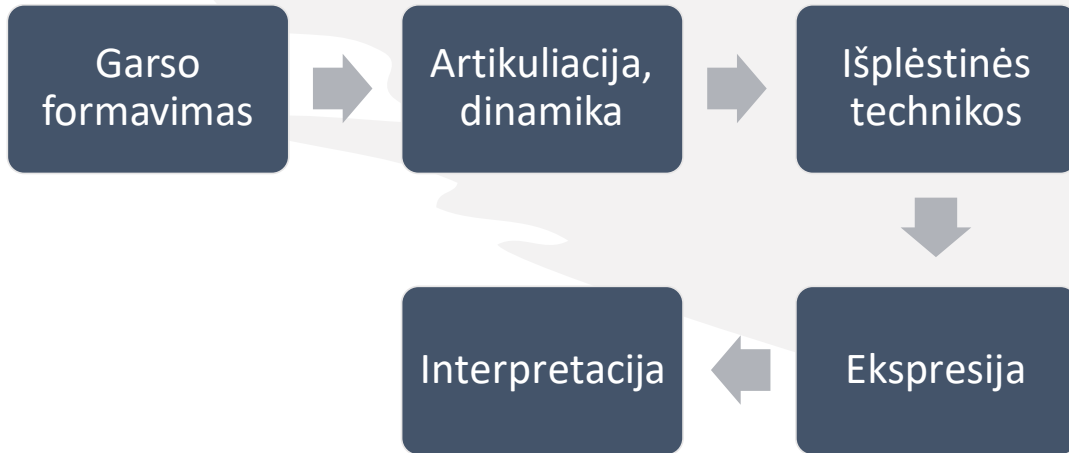 Garso
formavimas
Artikuliacija,
dinamika
Išplėstinės
technikos
Ekspresija
Interpretacija